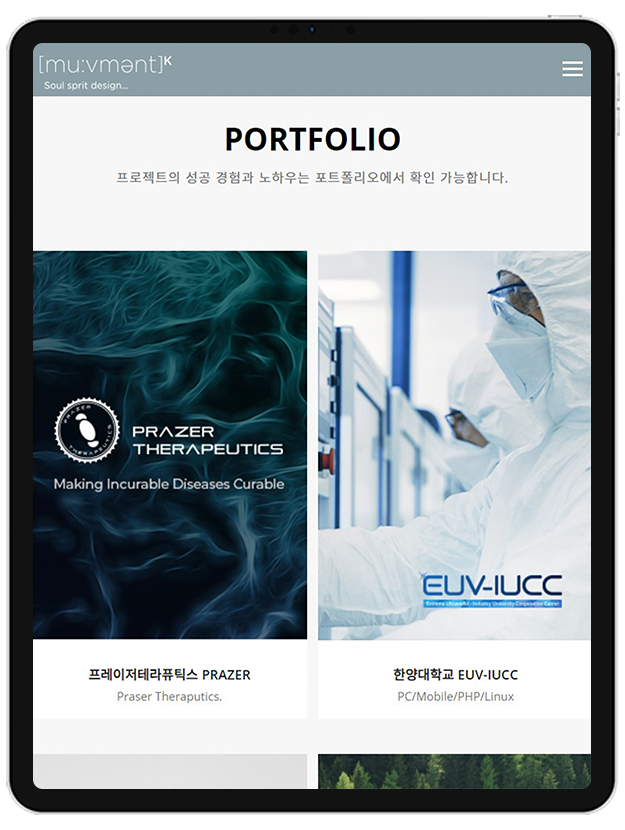 [mu:vmənt]ᴷ
Soul sprit design...
PORTFOLIO
프로젝트의 성공 경험과 노하우는 포트폴리오에서 확인 가능합니다.
PRAZER
THERAPEUTICS
PRAZER
THERAPEUTICS
Making Incurable Diseases Curable
EUV-IUCC
Extreme Ultraviolet - Industry University Cooperation Center
프레이저테라퓨틱스 PRAZER
Praser Theraputics.
한양대학교 EUV-IUCC
PC/Mobile/PHP/Linux